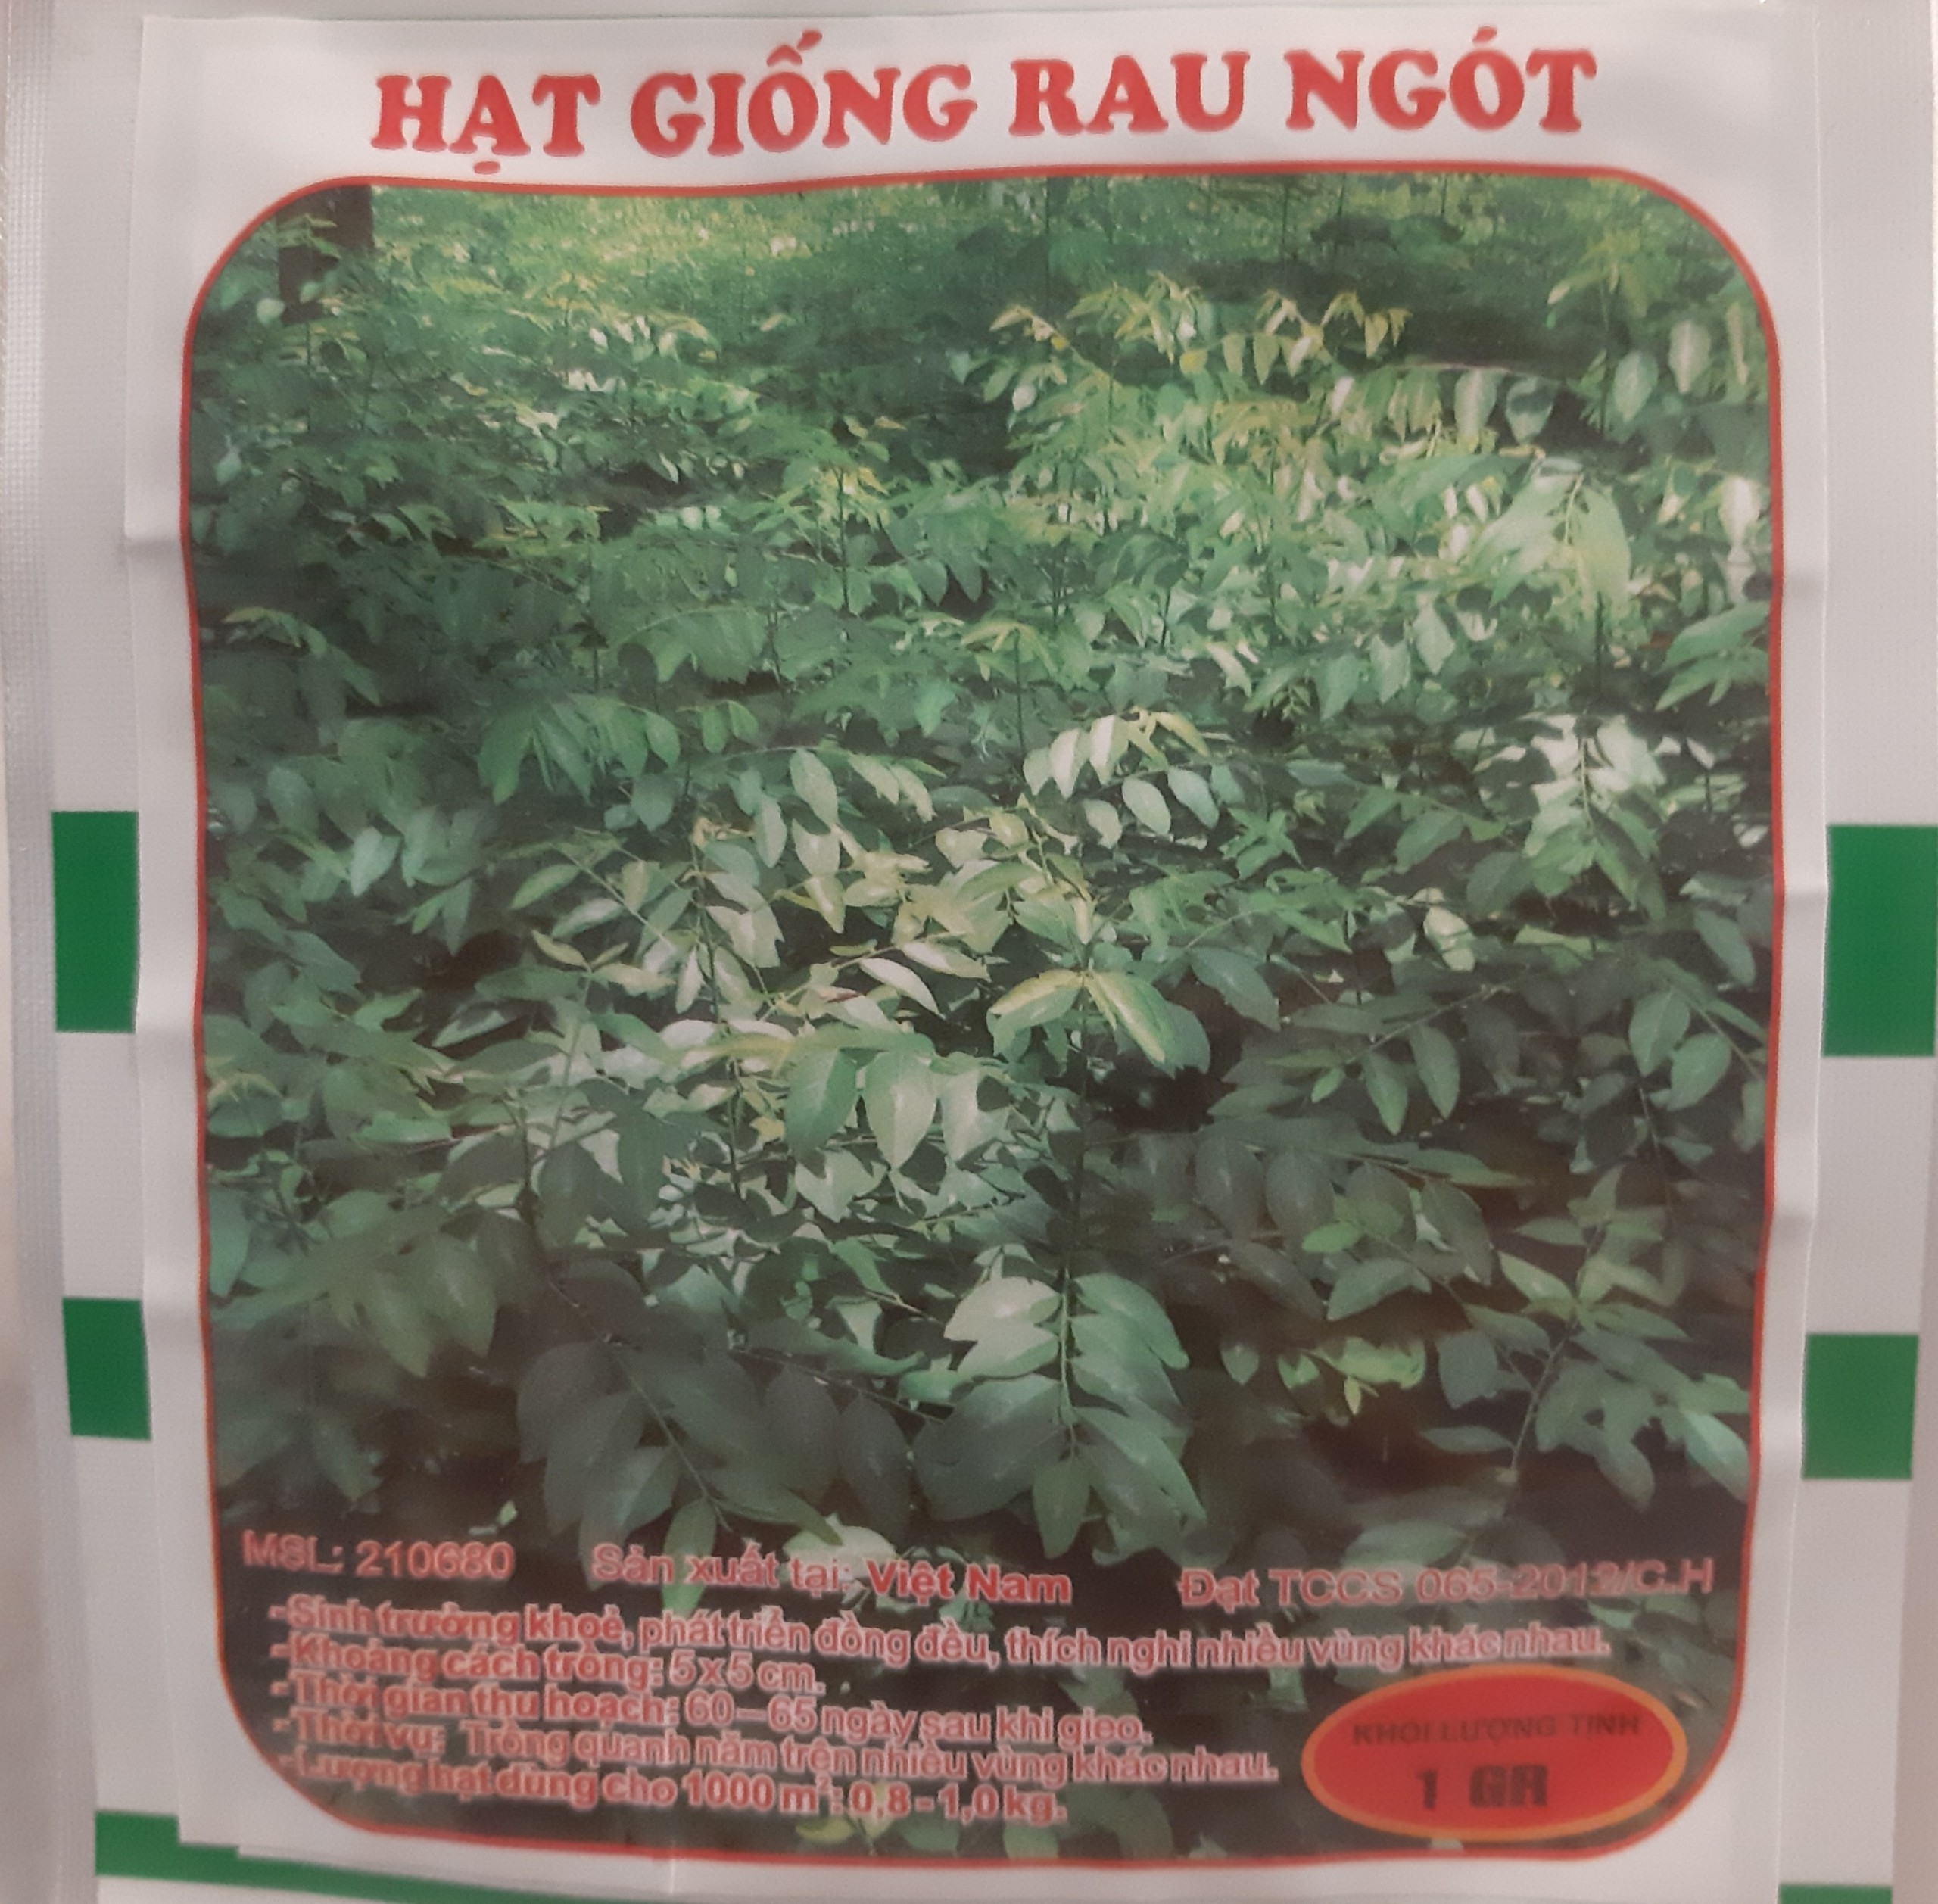 HẠT GIỐNG RAU NGÓT
MSL: 210680 Sản xuất tại: Việt Nam Đạt TCCS 065-2012/C.H
-Sinh trưởng khoẻ, phát triển đồng đều, thích nghi nhiều vùng khác nhau.
-Khoảng cách trồng: 5 x 5 cm.
-Thời gian thu hoạch: 60-65 ngày sau khi gieo.
-Thời vụ: Trồng quanh năm trên nhiều vùng khác nhau.
-Lượng hạt dùng cho 1000 m²: 0,8 - 1,0 kg.
KHỐI LƯỢNG TỊNH
1 GR